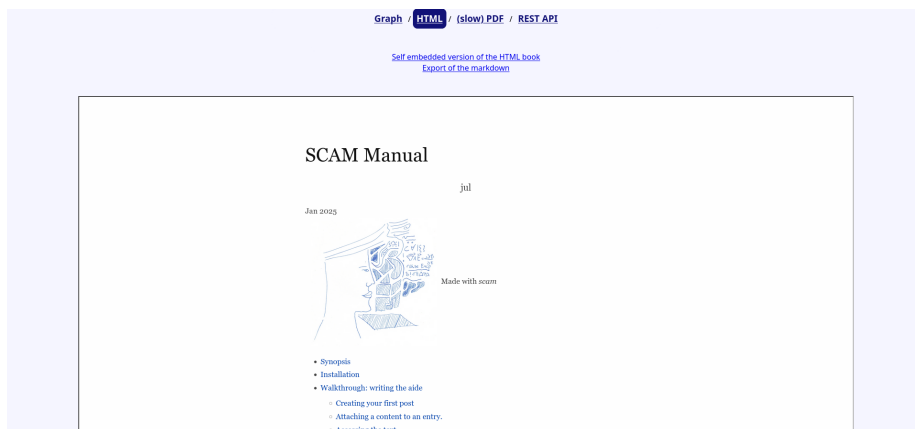 Graph / HTML / (slow) PDF / REST API
Self embedded version of the HTML book
Export of the markdown
SCAM Manual
jul
Jan 2025
Made with scam
• Synopsis
• Installation
• Walkthrough: writing the aide
◦ Creating your first post
◦ Attaching a content to an entry.